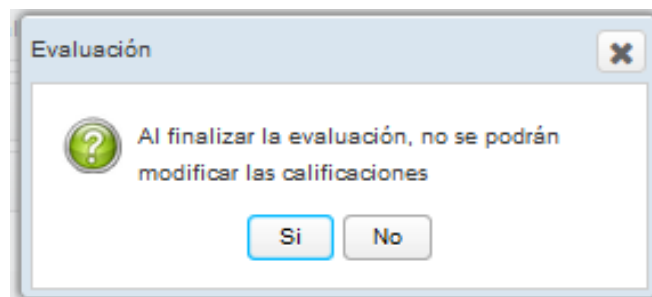 Evaluación
Al finalizar la evaluación, no se podrán
modificar las calificaciones
Si No